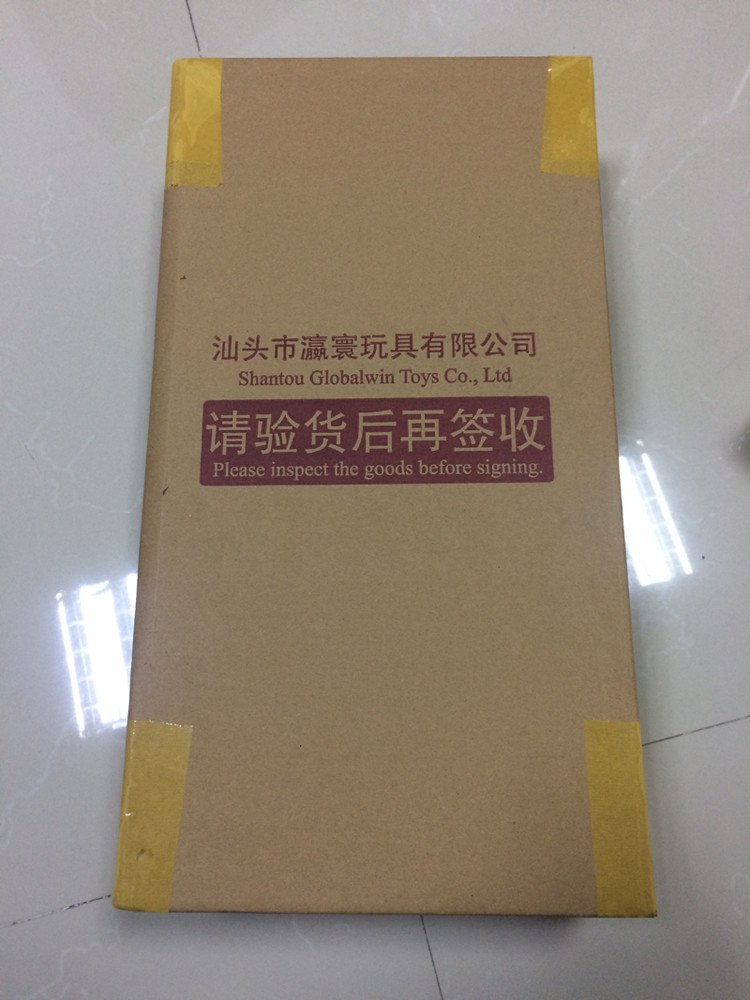 汕头市瀛寰玩具有限公司
Shantou Globalwin Toys Co., Ltd
请验货后再签收
Please inspect the goods before signing.